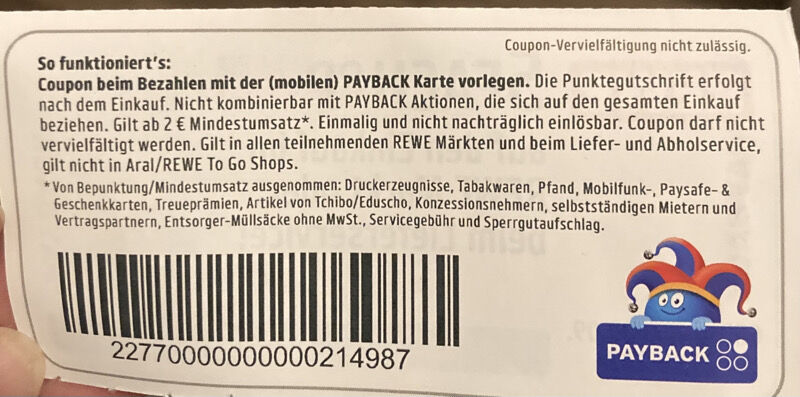 Coupon-Vervielfältigung nicht zulässig.
So funktioniert's:
Coupon beim Bezahlen mit der (mobilen) PAYBACK Karte vorlegen. Die Punktegutschrift erfolgt
nach dem Einkauf. Nicht kombinierbar mit PAYBACK Aktionen, die sich auf den gesamten Einkauf
beziehen. Gilt ab 2 € Mindestumsatz*. Einmalig und nicht nachträglich einlösbar. Coupon darf nicht
vervielfältigt werden. Gilt in allen teilnehmenden REWE Märkten und beim Liefer- und Abholservice,
gilt nicht in Aral/REWE To Go Shops.
*Von Bepunktung/Mindestumsatz ausgenommen: Druckerzeugnisse, Tabakwaren, Pfand, Mobilfunk-, Paysafe- &
Geschenkkarten, Treueprämien, Artikel von Tchibo/Eduscho, Konzessionsnehmern, selbstständigen Mietern und
Vertragspartnern, Entsorger-Müllsäcke ohne MwSt., Servicegebühr und Sperrgutaufschlag.
22770000000000214987
PAYBACK